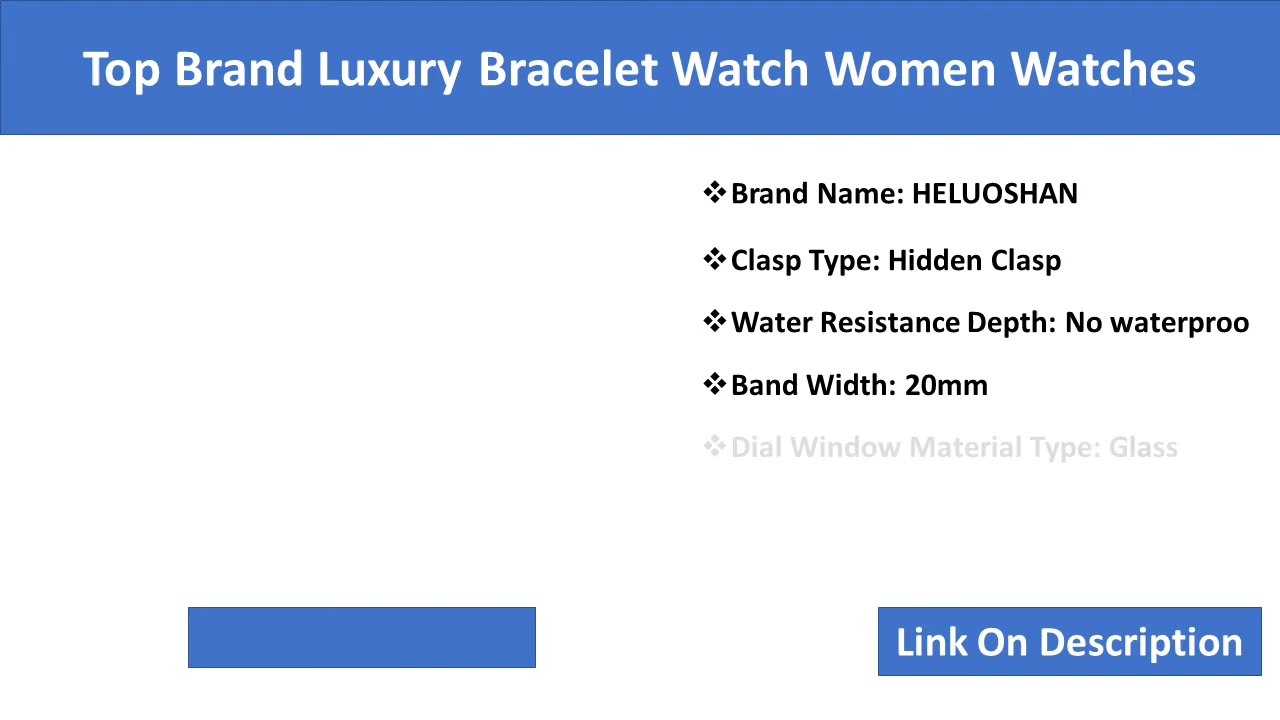 Top Brand Luxury Bracelet Watch Women Watches
❖Brand Name: HELUOSHAN
❖Clasp Type: Hidden Clasp
❖Water Resistance Depth: No waterproo
❖Band Width: 20mm
❖Dial Window Material Type: Glass
Link On Description